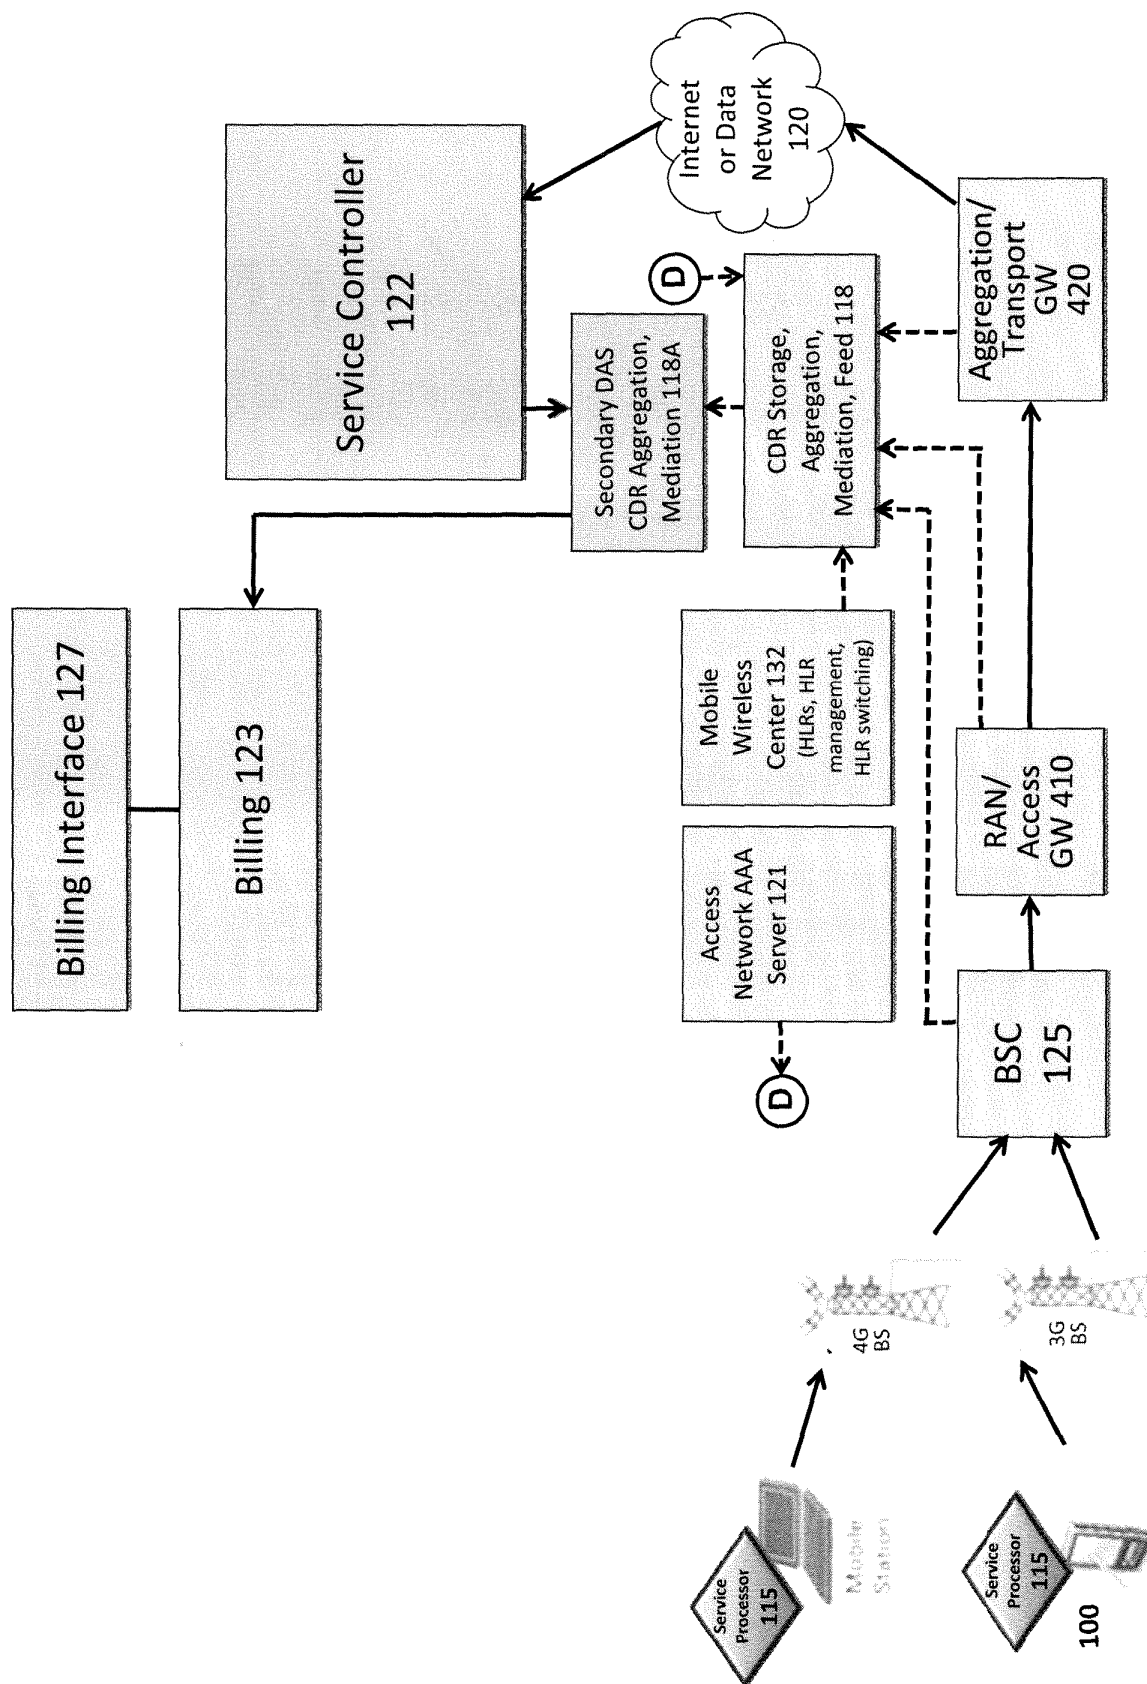 Billing Interface 127
Billing 123
Service Controller
122
Secondary DAS
CDR Aggregation,
Mediation 118A
Internet
or Data
Network
120
D
CDR Storage,
Aggregation,
Mediation, Feed 118
Mobile
Wireless
Center 132
(HLRs, HLR
management,
HLR switching)
Access
Network AAA
Server 121
D
Aggregation/
Transport
GW
420
RAN/
Access
GW 410
BSC
125
4G
BS
3G
BS
Service
Processor
115
Mobile
Station
Service
Processor
115
100